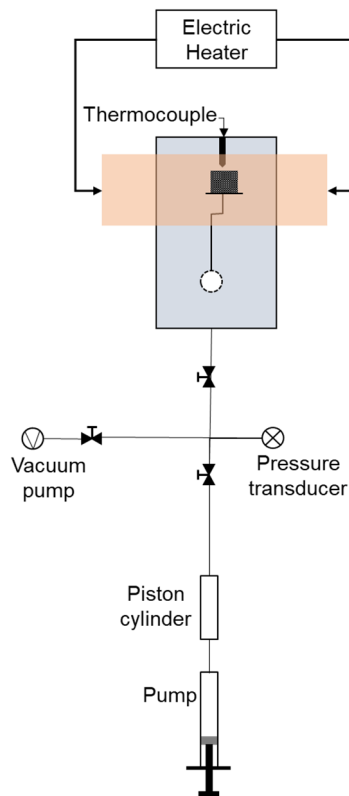 Electric
Heater
Thermocouple
Vacuum
pump
Pressure
transducer
Piston
cylinder
Pump